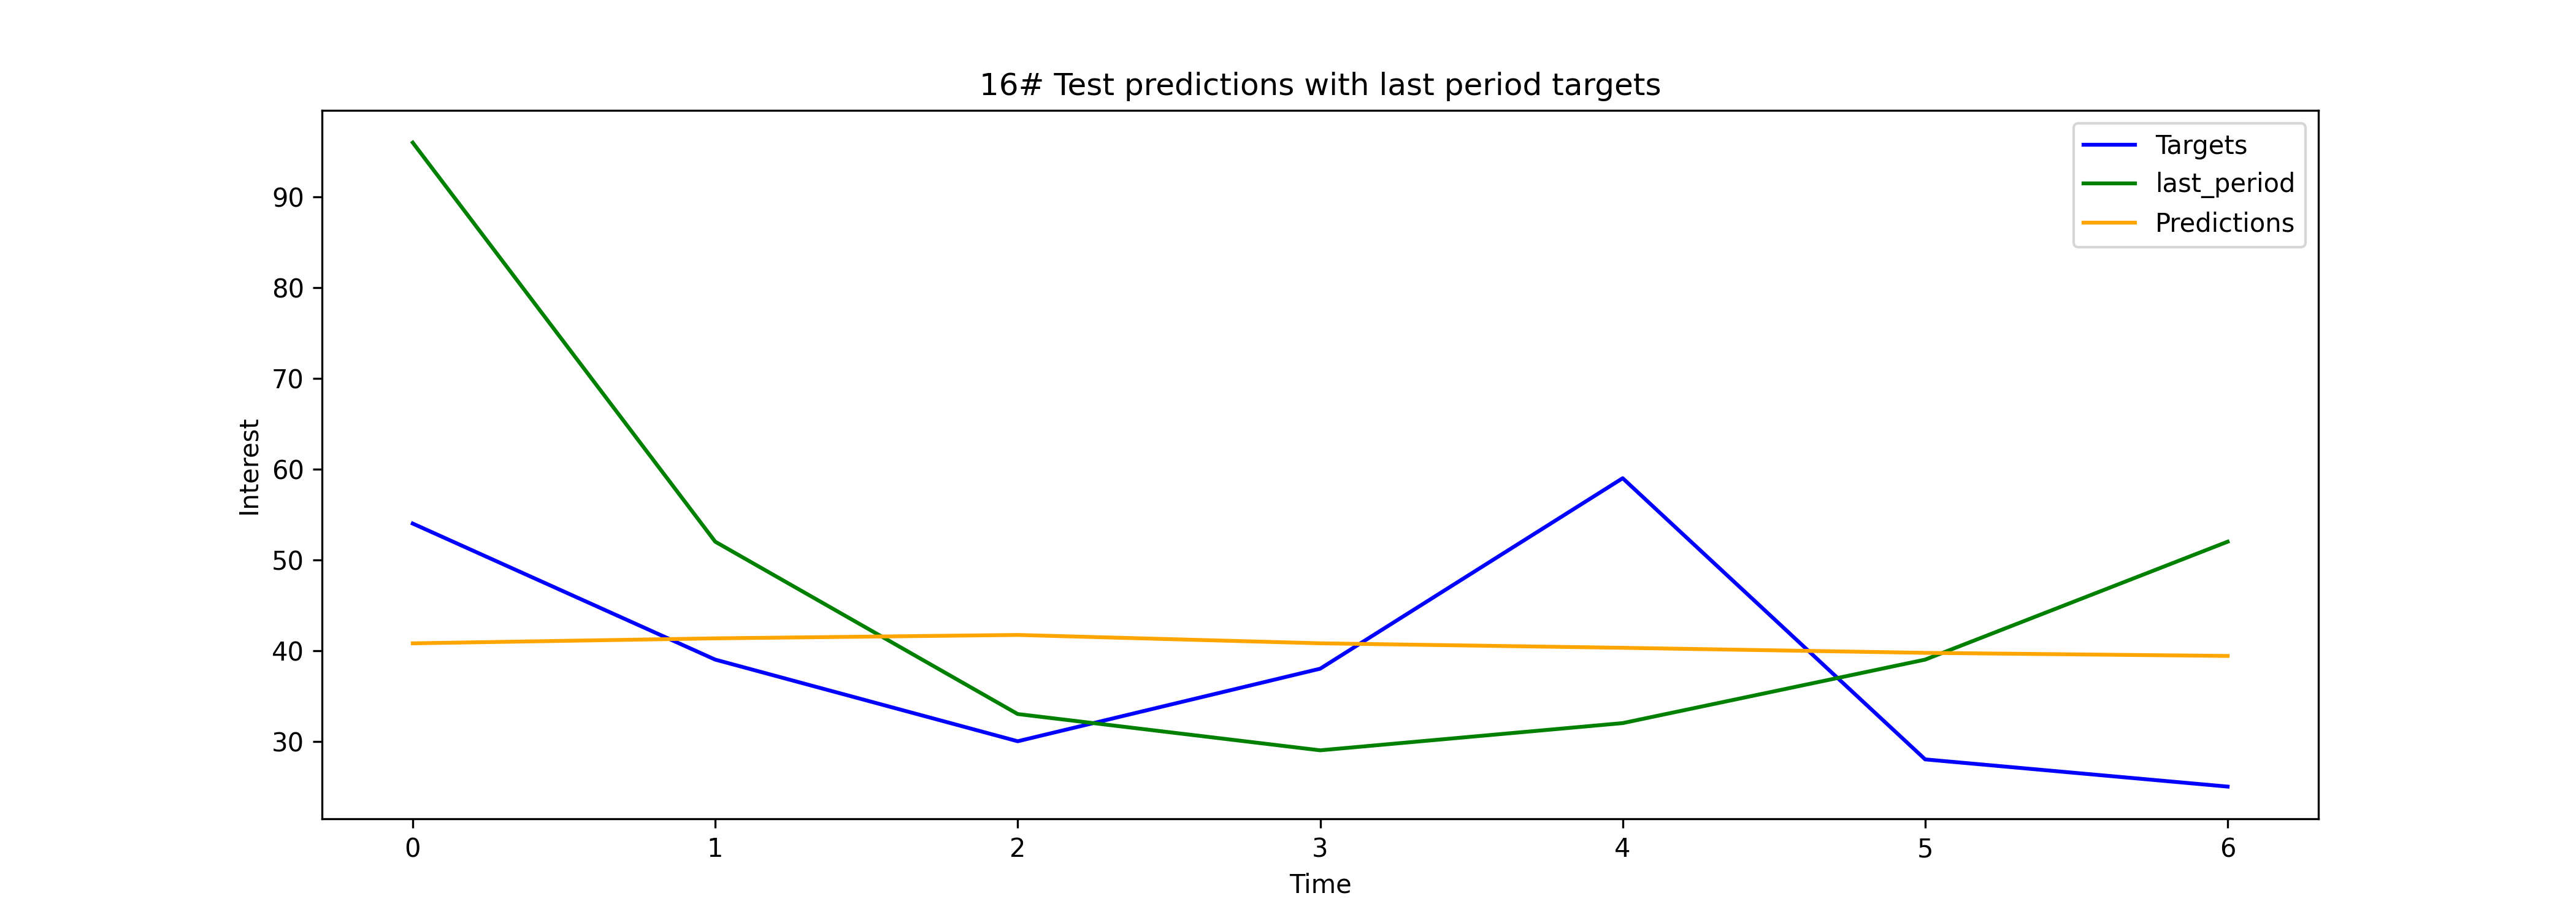 16# Test predictions with last period targets
Targets
last_period
Predictions
Interest
90
80
70
60
50
40
30
0 1 2 3 4 5 6
Time